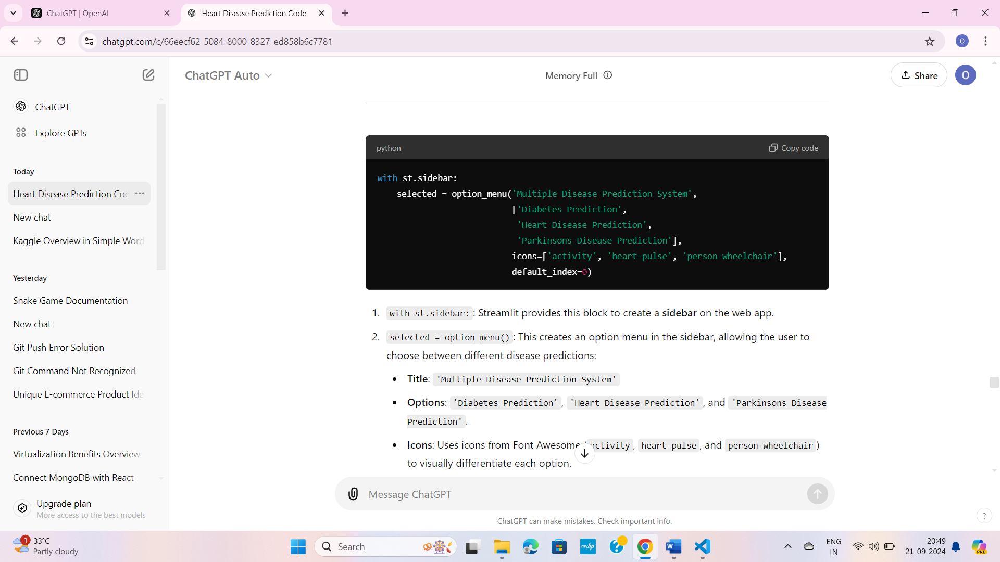 ChatGPT | OpenAI
Heart Disease Prediction Code
chatgpt.com/c/66eecf62-5084-8000-8327-ed858b6c7781
O
ChatGPT Auto
Memory Full
Share
O
ChatGPT
Explore GPTs
Today
Heart Disease Prediction Cod
New chat
Kaggle Overview in Simple Word
Yesterday
Snake Game Documentation
New chat
Git Push Error Solution
Git Command Not Recognized
Unique E-commerce Product Ide
Previous 7 Days
Virtualization Benefits Overview
Connect MongoDB with React
Upgrade plan
More access to the best models
python
Copy code
with st.sidebar:
selected = option_menu('Multiple Disease Prediction System',
['Diabetes Prediction',
'Heart Disease Prediction',
'Parkinsons Disease Prediction'],
icons=['activity', 'heart-pulse', 'person-wheelchair'],
default_index=0)
1. with st.sidebar: : Streamlit provides this block to create a sidebar on the web app.
2. selected = option_menu() : This creates an option menu in the sidebar, allowing the user to
choose between different disease predictions:
• Title: 'Multiple Disease Prediction System'
• Options: 'Diabetes Prediction' , 'Heart Disease Prediction' , and 'Parkinsons Disease
Prediction' .
• Icons: Uses icons from Font Awesome ( activity , heart-pulse , and person-wheelchair )
to visually differentiate each option.
Message ChatGPT
ChatGPT can make mistakes. Check important info.
?
1
33°C
Partly cloudy
Search
myhp
?
W
ENG
IN
20:49
21-09-2024
PRE